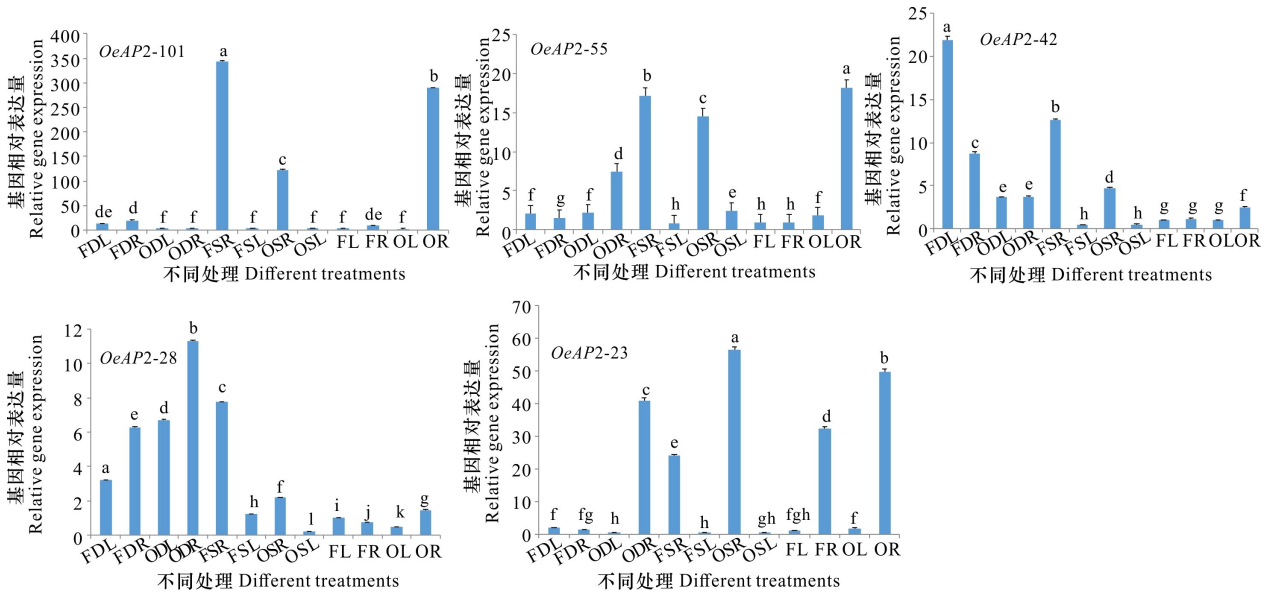 OeAP2-101
基因相对表达量
Relative gene expression
400
350
300
250
200
150
100
50
0
de d f f a f c f f de f b
FDL FDR ODL ODR FSR FSL OSR OSL FL FR OL OR
不同处理 Different treatments
OeAP2-55
基因相对表达量
Relative gene expression
25
20
15
10
5
0
f g f d b h c e h h f a
FDL FDR ODL ODR FSR FSL OSR OSL FL FR OL OR
不同处理 Different treatments
OeAP2-42
基因相对表达量
Relative gene expression
25
20
15
10
5
0
a c e e b h d h g g g f
FDL FDR ODL ODR FSR FSL OSR OSL FL FR OL OR
不同处理 Different treatments
OeAP2-28
基因相对表达量
Relative gene expression
12
10
8
6
4
2
0
a e d b c h f l i j k g
FDL FDR ODL ODR FSR FSL OSR OSL FL FR OL OR
不同处理 Different treatments
OeAP2-23
基因相对表达量
Relative gene expression
70
60
50
40
30
20
10
0
f fg h c e h a gh fgh d f b
FDL FDR ODL ODR FSR FSL OSR OSL FL FR OL OR
不同处理 Different treatments